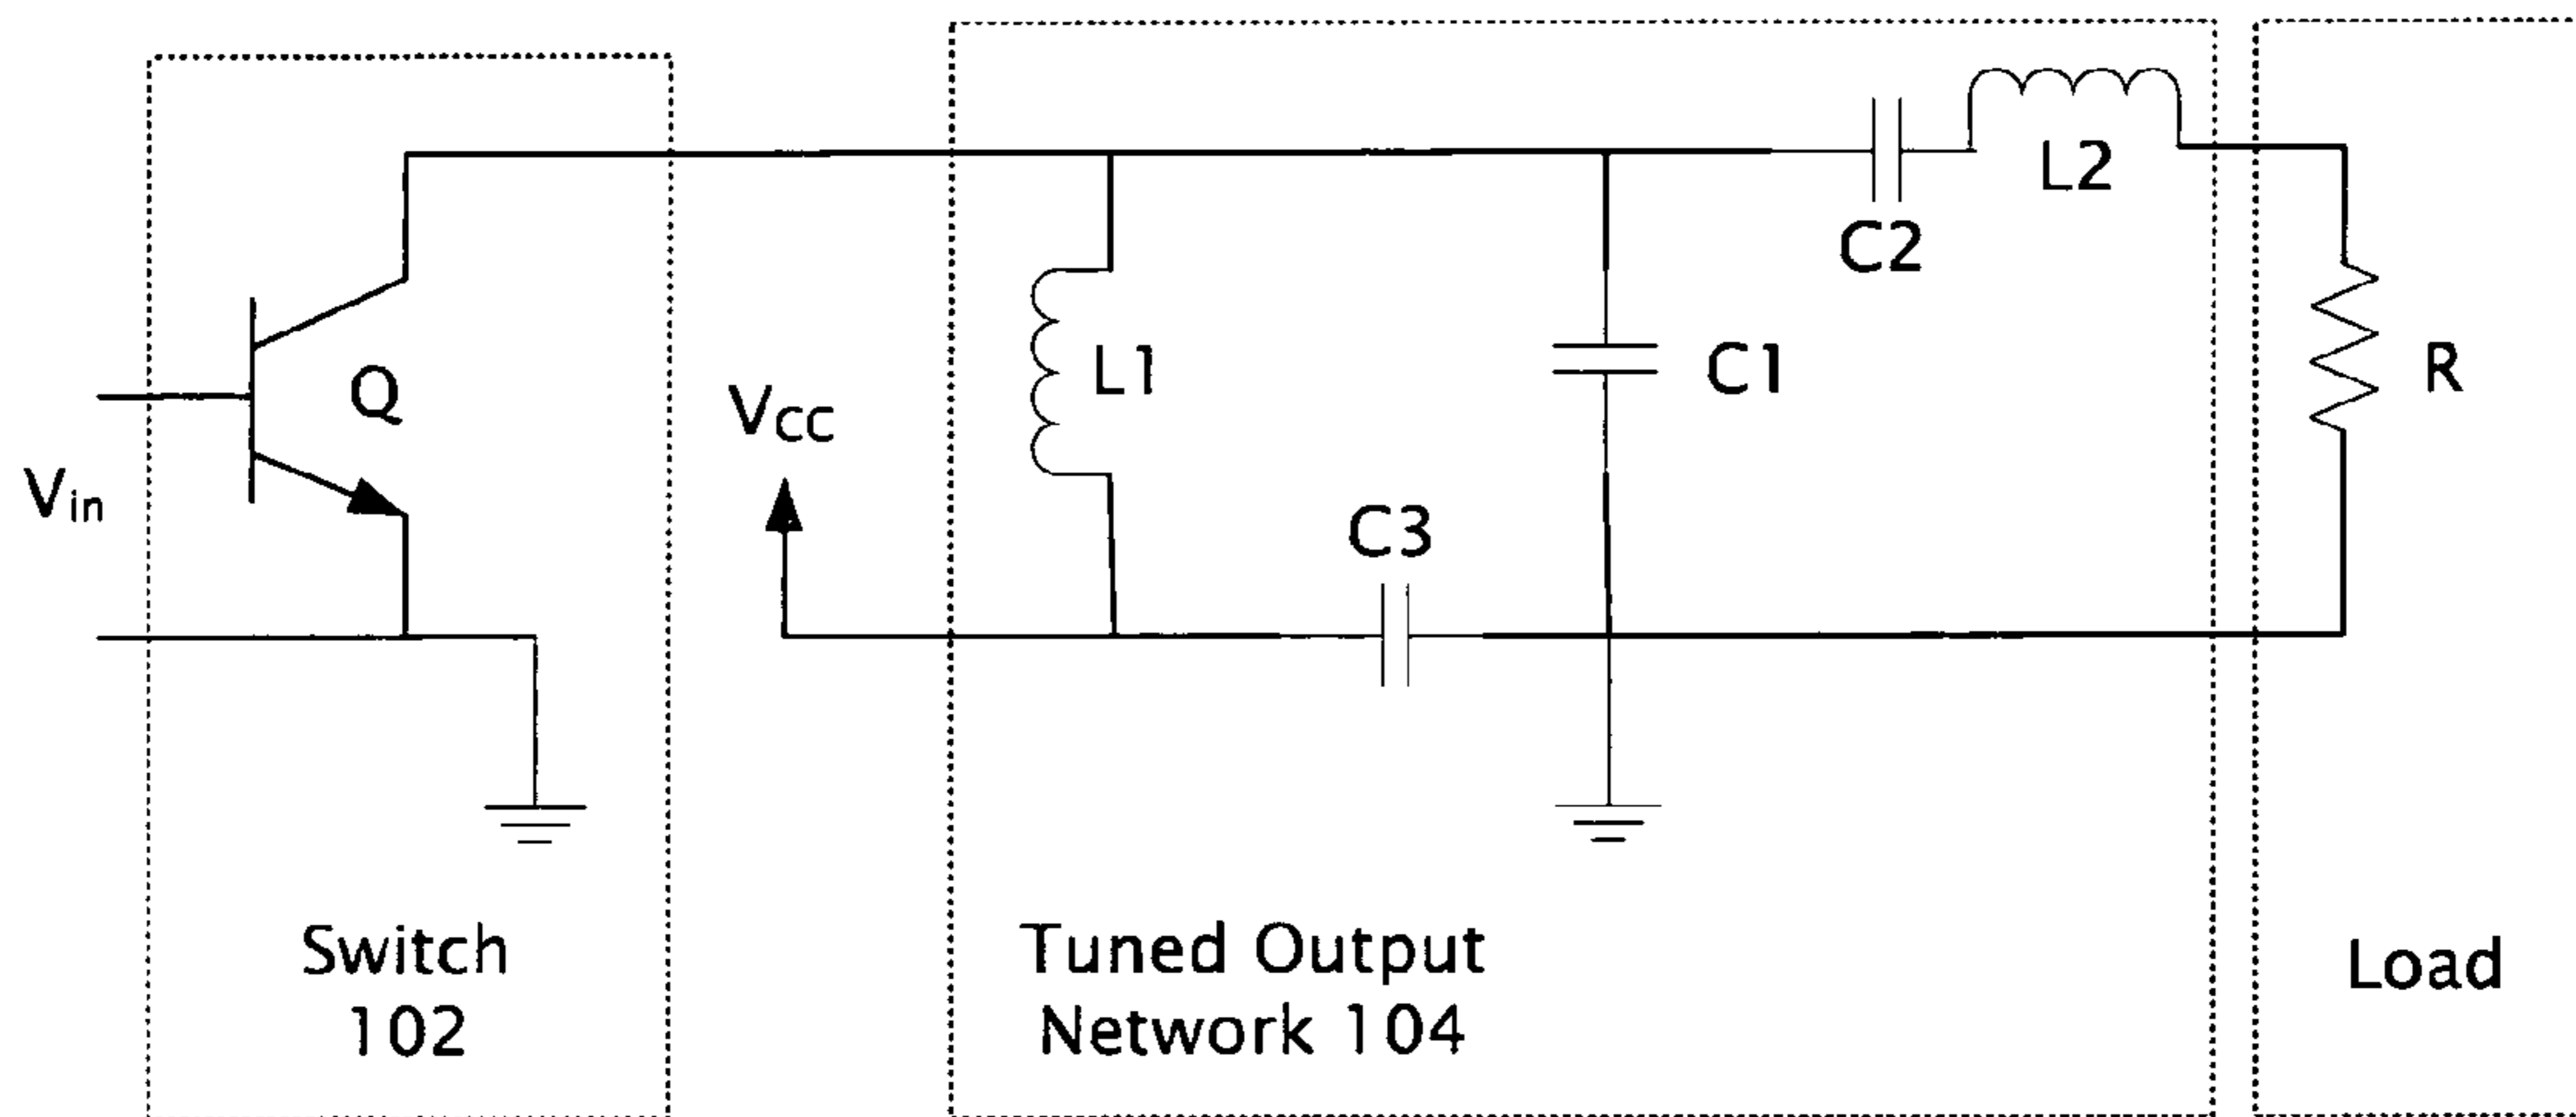 L2
C2
Q
L1
C1
R
VCC
Vin
C3
Switch
102
Tuned Output
Network 104
Load